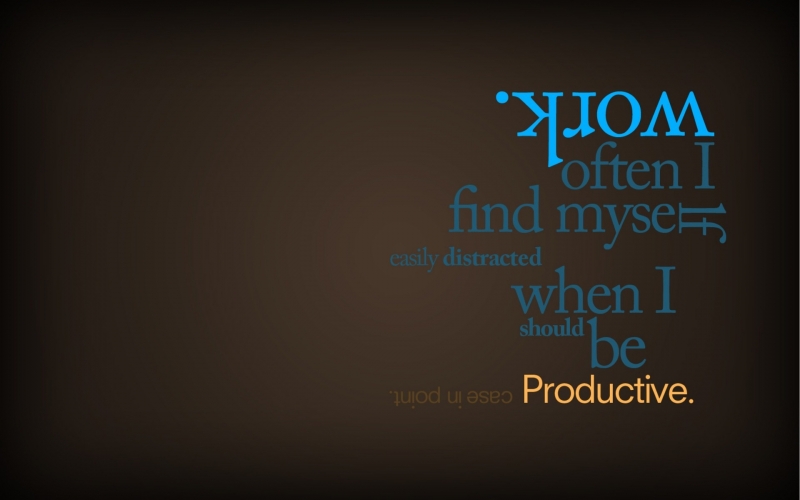 work.
often I
find myself
easily distracted
when I
should be
Productive.
case in point.